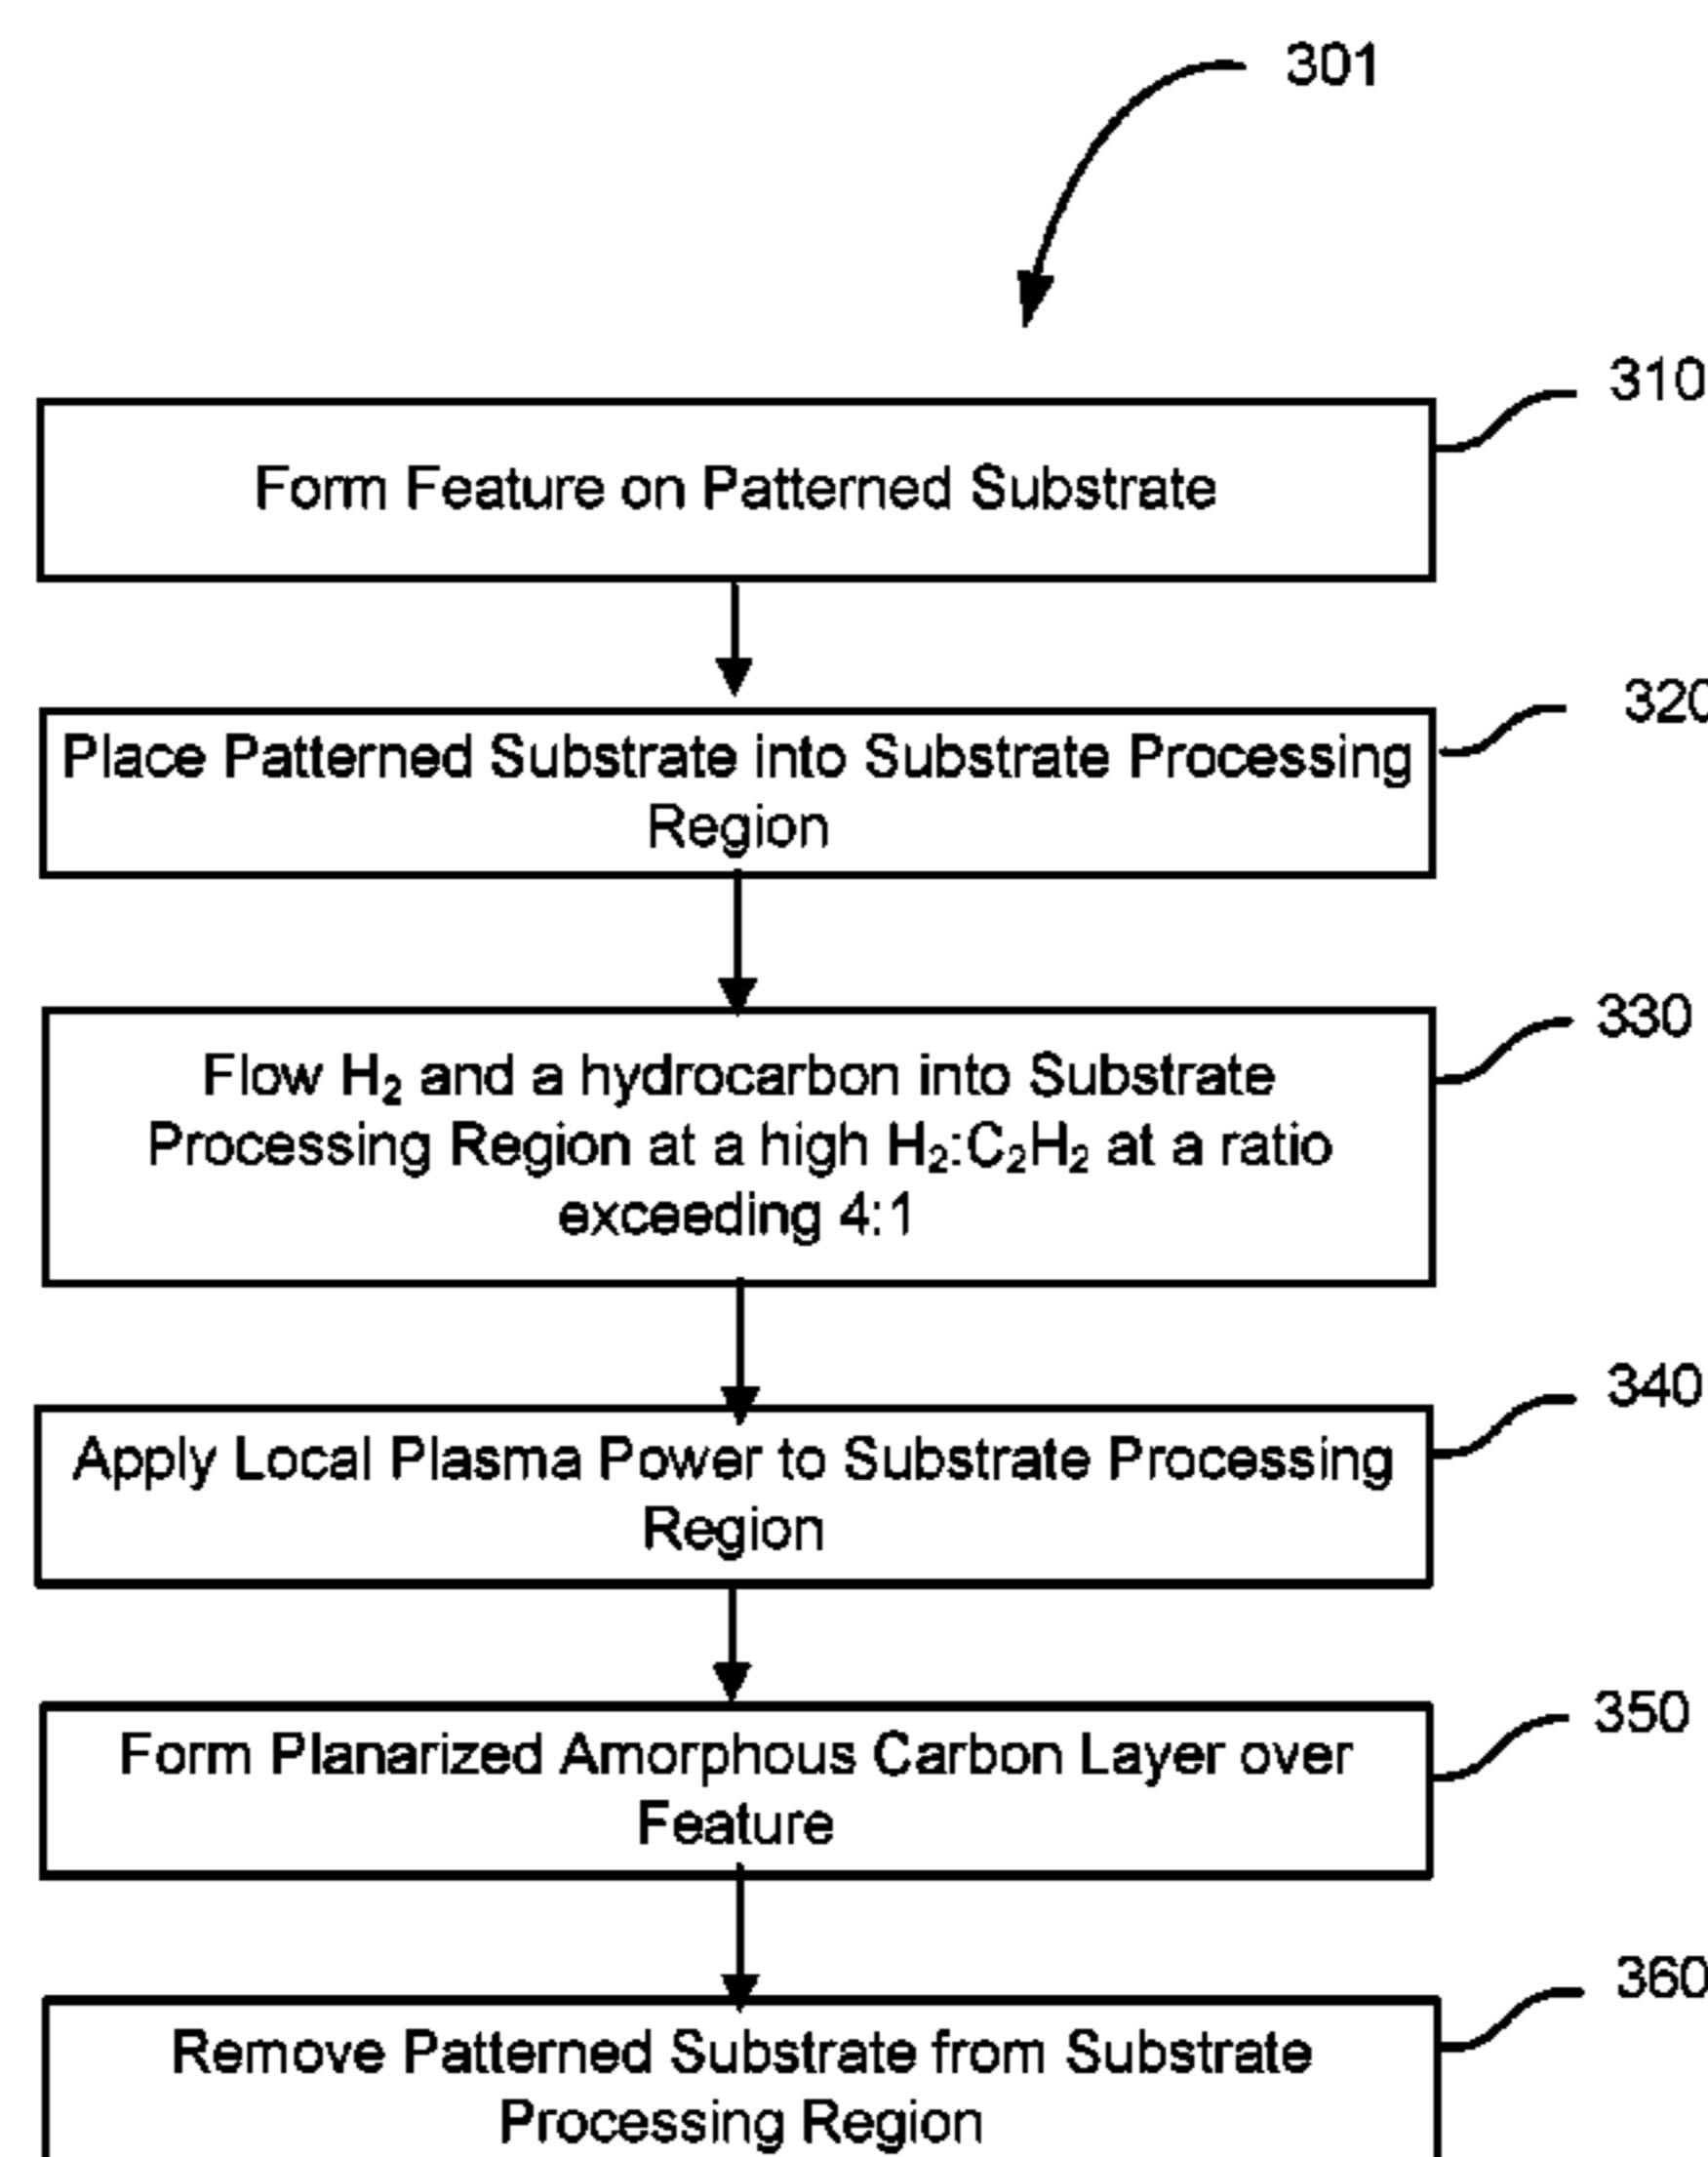 301
310
Form Feature on Patterned Substrate
320
Place Patterned Substrate into Substrate Processing
Region
330
Flow H₂ and a hydrocarbon into Substrate
Processing Region at a high H₂:C₂H₂ at a ratio
exceeding 4:1
340
Apply Local Plasma Power to Substrate Processing
Region
350
Form Planarized Amorphous Carbon Layer over
Feature
360
Remove Patterned Substrate from Substrate
Processing Region